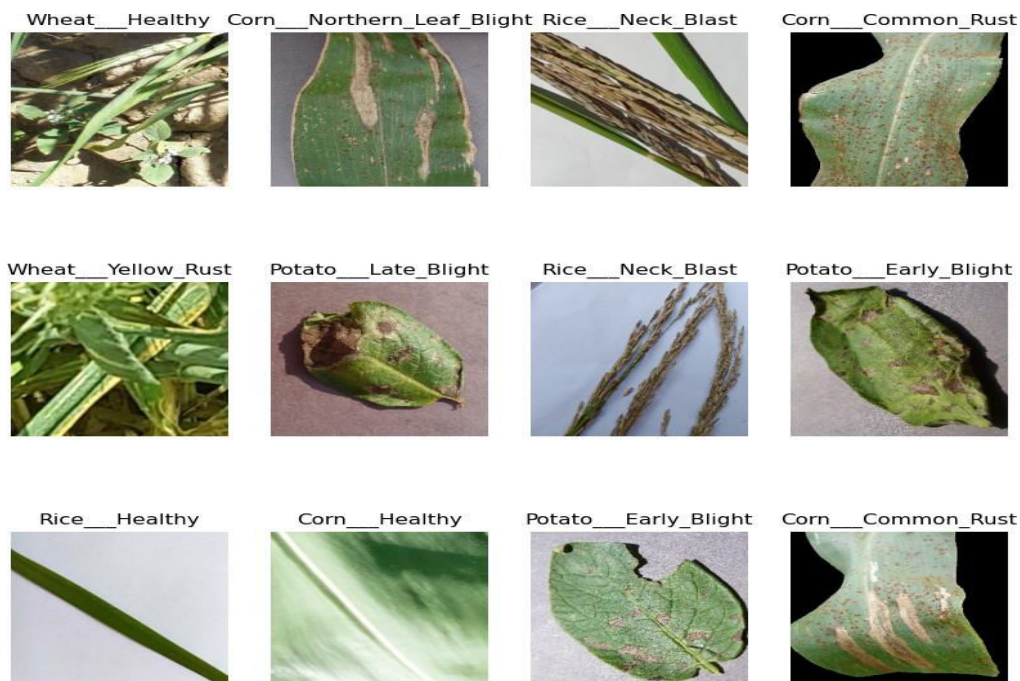 Wheat___Healthy
Corn___Northern_Leaf_Blight
Rice___Neck_Blast
Corn___Common_Rust
Wheat___Yellow_Rust
Potato___Late_Blight
Rice___Neck_Blast
Potato___Early_Blight
Rice___Healthy
Corn___Healthy
Potato___Early_Blight
Corn___Common_Rust